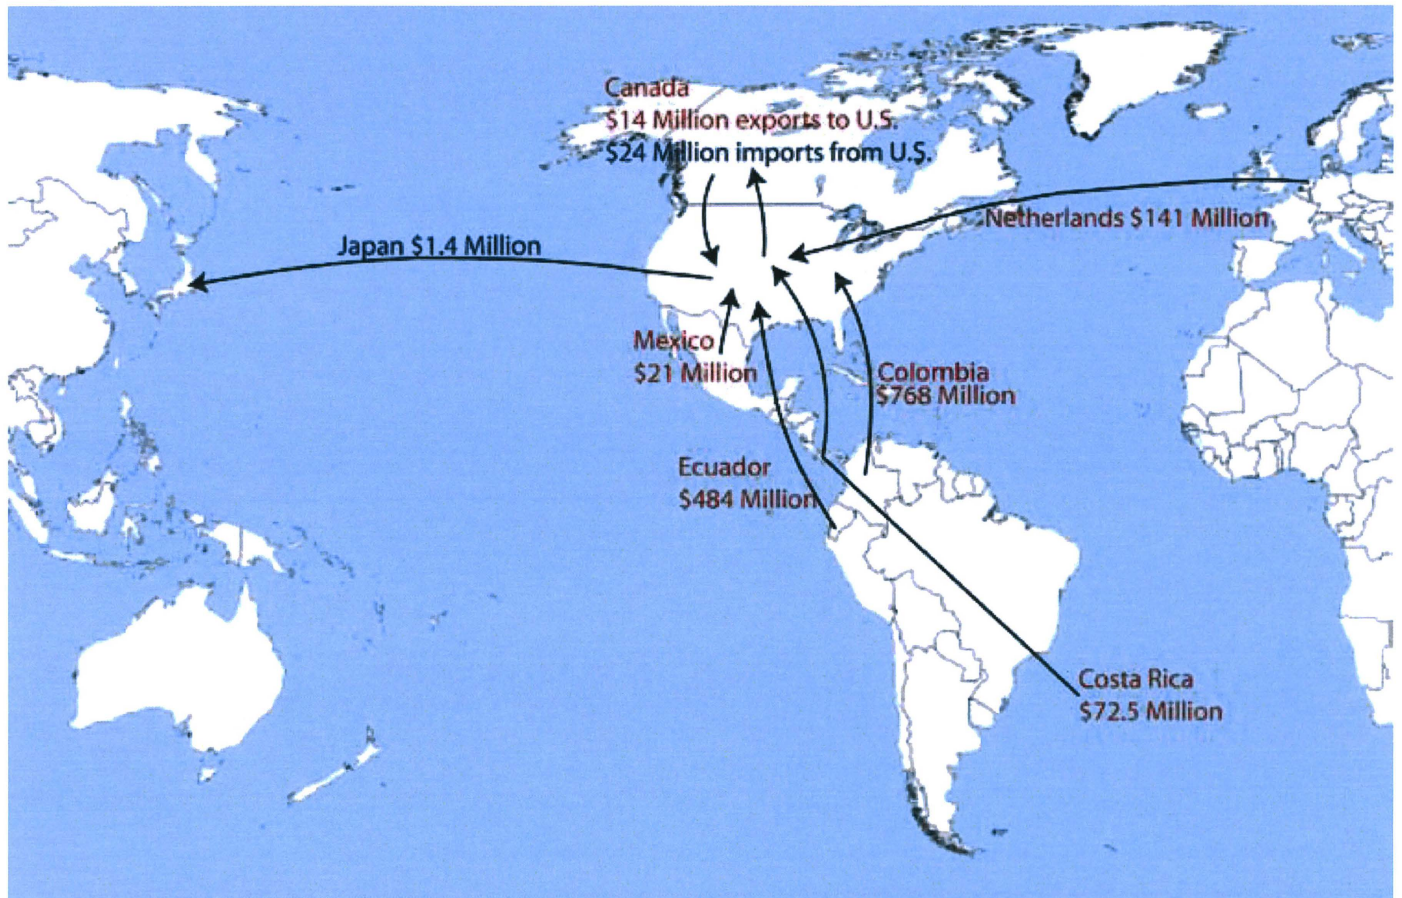 Canada
$14 Million exports to U.S.
$24 Million imports from U.S.
Netherlands $141 Million
Japan $1.4 Million
Mexico
$21 Million
Colombia
$768 Million
Ecuador
$484 Million
Costa Rica
$72.5 Million